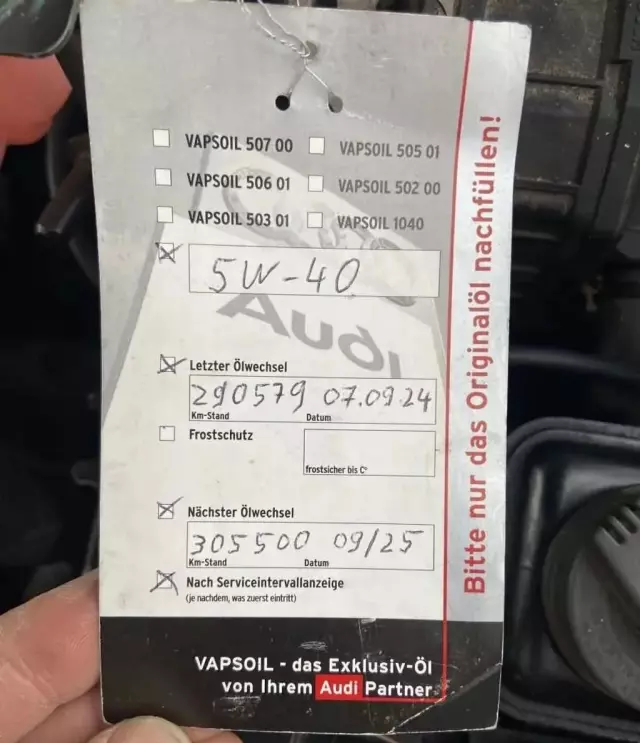 VAPSOIL 507 00 VAPSOIL 505 01
VAPSOIL 506 01 VAPSOIL 502 00
VAPSOIL 503 01 VAPSOIL 1040
5W-40
Audi
Letzter Ölwechsel
290579 07.09.24
Km-Stand Datum
Frostschutz
frostsicher bis C°
Nächster Ölwechsel
305500 09/25
Km-Stand Datum
Nach Serviceintervallanzeige
(je nachdem, was zuerst eintritt)
VAPSOIL - das Exklusiv-Öl
von Ihrem Audi Partner
Bitte nur das Originalöl nachfüllen!